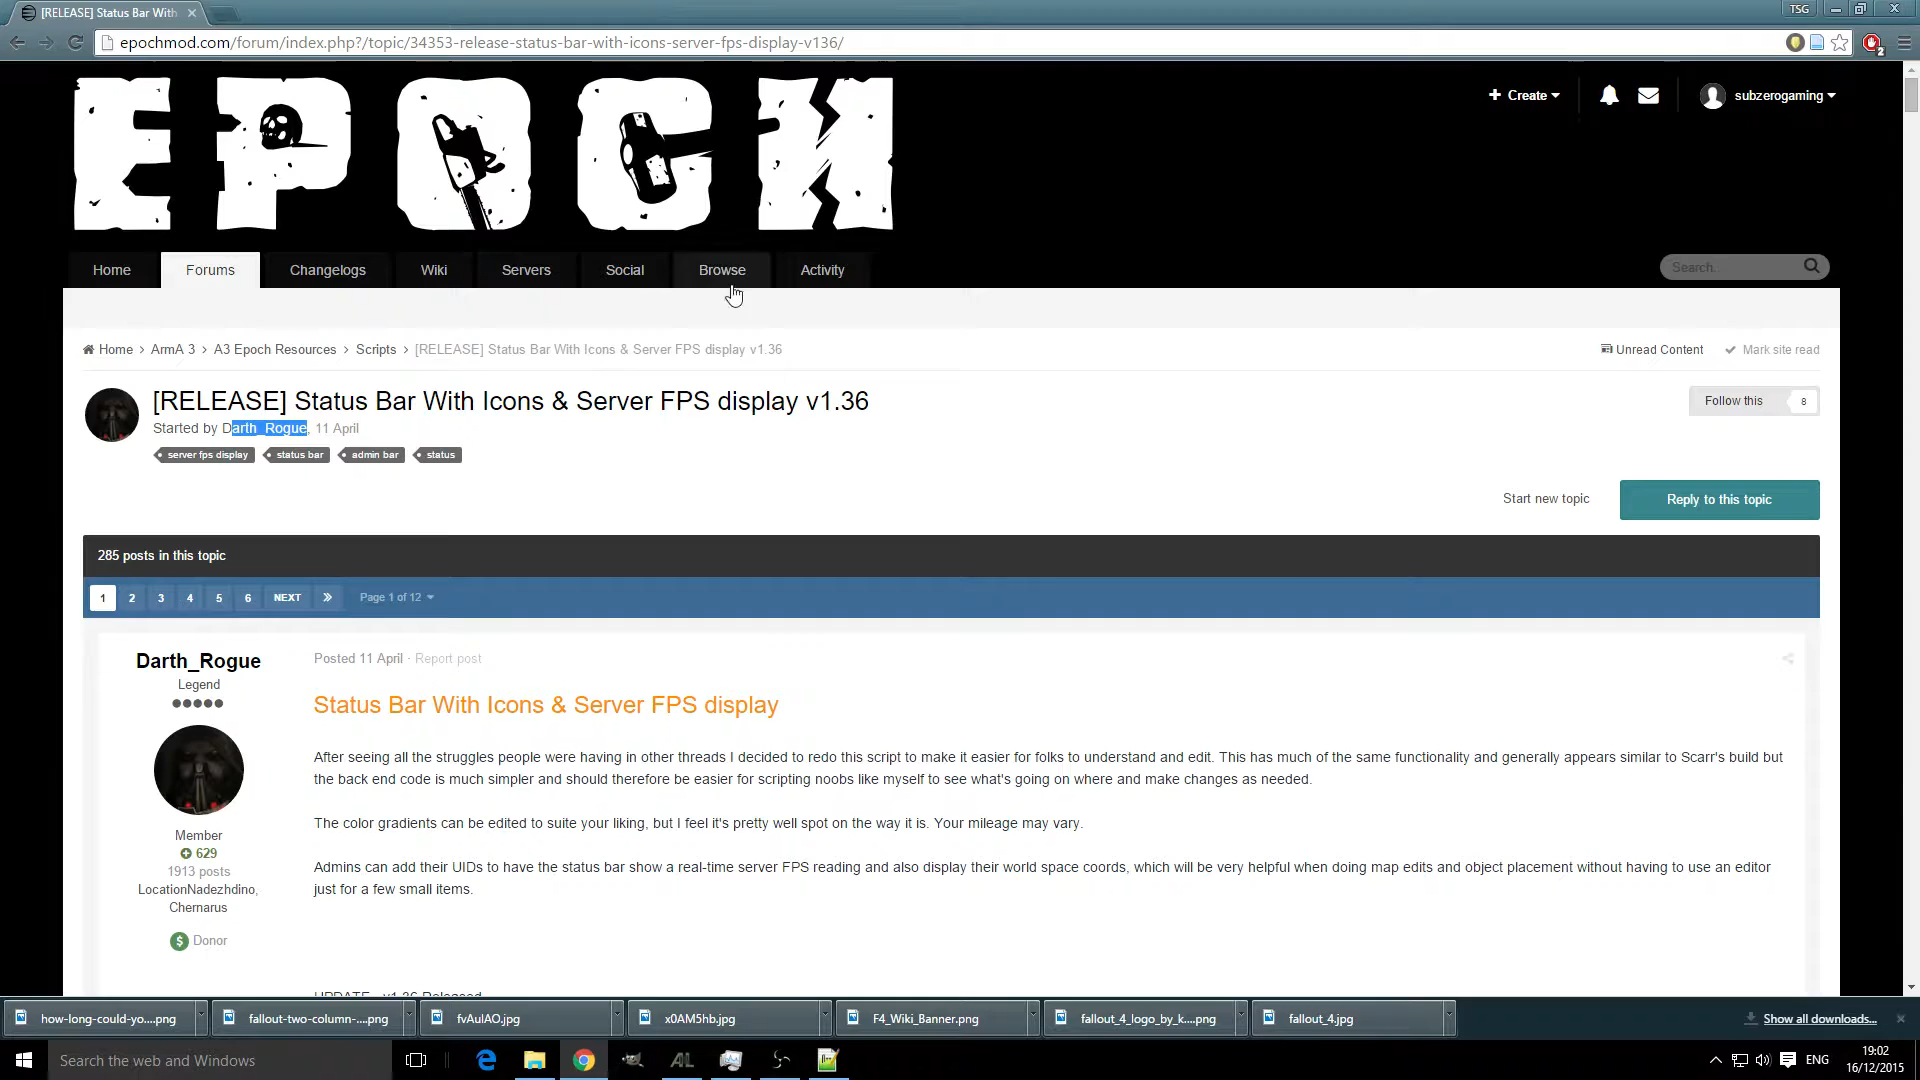 [RELEASE] Status Bar With
TSG
epochmod.com/forum/index.php?/topic/34353-release-status-bar-with-icons-server-fps-display-v136/
2
EPOCH
Create
subzerogaming
Home
Forums
Changelogs
Wiki
Servers
Social
Browse
Activity
Search...
Home > ArmA 3 > A3 Epoch Resources > Scripts > [RELEASE] Status Bar With Icons & Server FPS display v1.36
Unread Content
Mark site read
[RELEASE] Status Bar With Icons & Server FPS display v1.36
Started by Darth_Rogue, 11 April
Follow this
8
server fps display
status bar
admin bar
status
Start new topic
Reply to this topic
285 posts in this topic
1 2 3 4 5 6 NEXT » Page 1 of 12
Darth_Rogue
Legend
Member
629
1913 posts
LocationNadezhdino,
Chernarus
Donor
Posted 11 April · Report post
Status Bar With Icons & Server FPS display
After seeing all the struggles people were having in other threads I decided to redo this script to make it easier for folks to understand and edit. This has much of the same functionality and generally appears similar to Scarr's build but
the back end code is much simpler and should therefore be easier for scripting noobs like myself to see what's going on where and make changes as needed.
The color gradients can be edited to suite your liking, but I feel it's pretty well spot on the way it is. Your mileage may vary.
Admins can add their UIDs to have the status bar show a real-time server FPS reading and also display their world space coords, which will be very helpful when doing map edits and object placement without having to use an editor
just for a few small items.
UPDATE - v1.36 Released
how-long-could-yo....png
fallout-two-column-....png
fvAulAO.jpg
x0AM5hb.jpg
F4_Wiki_Banner.png
fallout_4_logo_by_k....png
fallout_4.jpg
Show all downloads...
Search the web and Windows
AL
ENG
19:02
16/12/2015